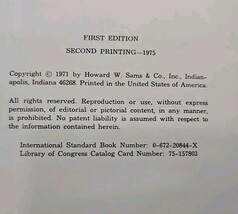 FIRST EDITION
SECOND PRINTING—1975
Copyright © 1971 by Howard W. Sams & Co., Inc., Indian-
apolis, Indiana 46268. Printed in the United States of America.
All rights reserved. Reproduction or use, without express
permission, of editorial or pictorial content, in any manner,
is prohibited. No patent liability is assumed with respect to
the information contained herein.
International Standard Book Number: 0-672-20844-X
Library of Congress Catalog Card Number: 75-157803